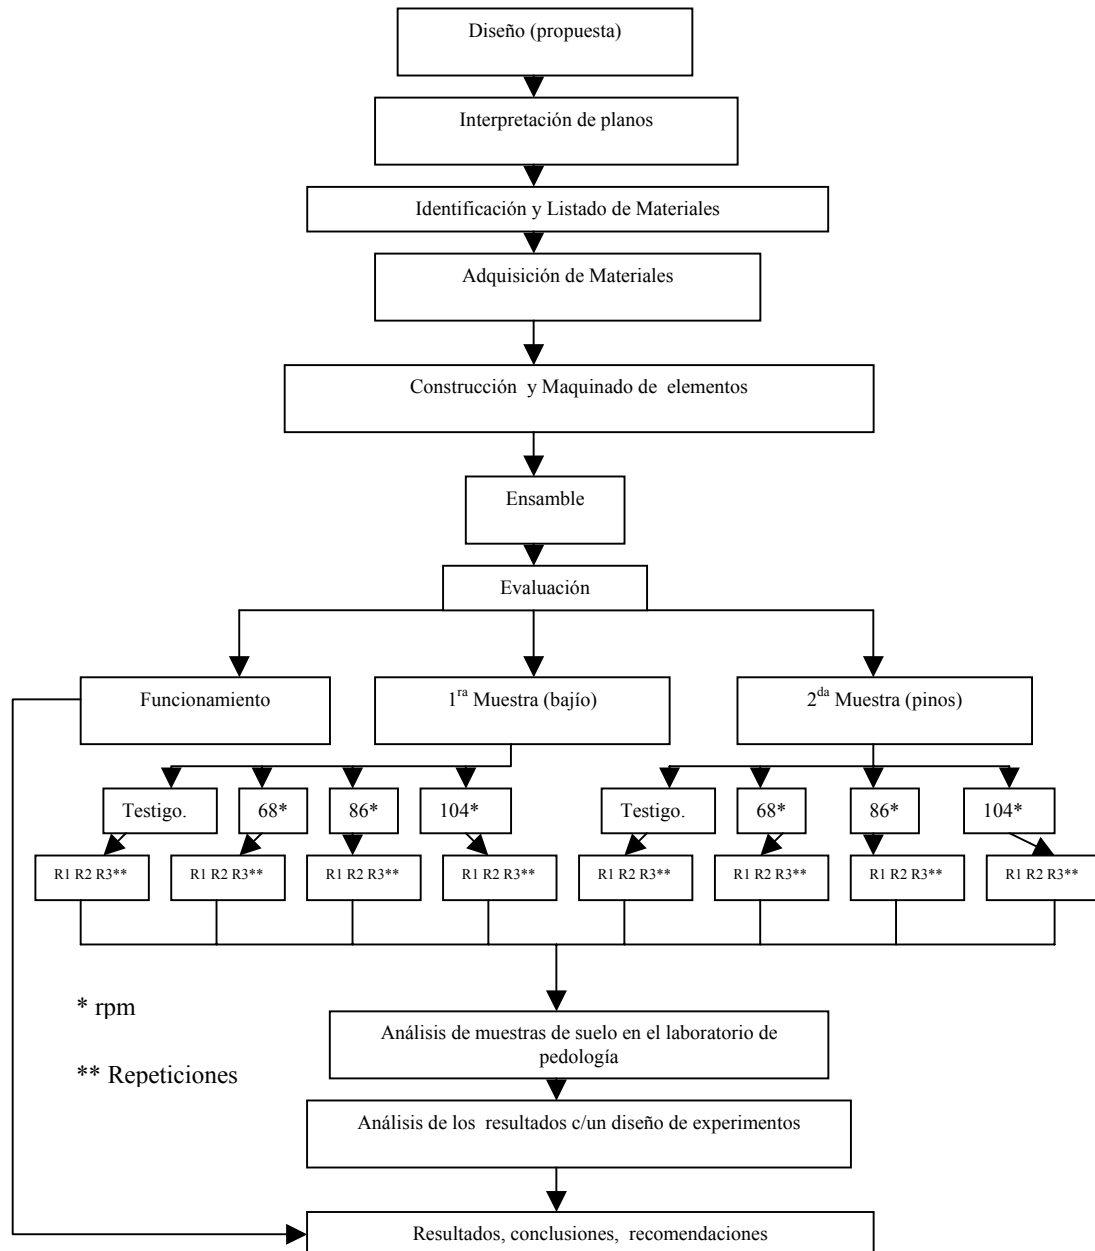 Diseño (propuesta)
Interpretación de planos
Identificación y Listado de Materiales
Adquisición de Materiales
Construcción y Maquinado de elementos
Ensamble
Evaluación
Funcionamiento
1ra Muestra (bajío)
2da Muestra (pinos)
Testigo.
68*
86*
104*
Testigo.
68*
86*
104*
R1 R2 R3**
R1 R2 R3**
R1 R2 R3**
R1 R2 R3**
R1 R2 R3**
R1 R2 R3**
R1 R2 R3**
R1 R2 R3**
* rpm
** Repeticiones
Análisis de muestras de suelo en el laboratorio de
pedología
Análisis de los resultados c/un diseño de experimentos
Resultados, conclusiones, recomendaciones